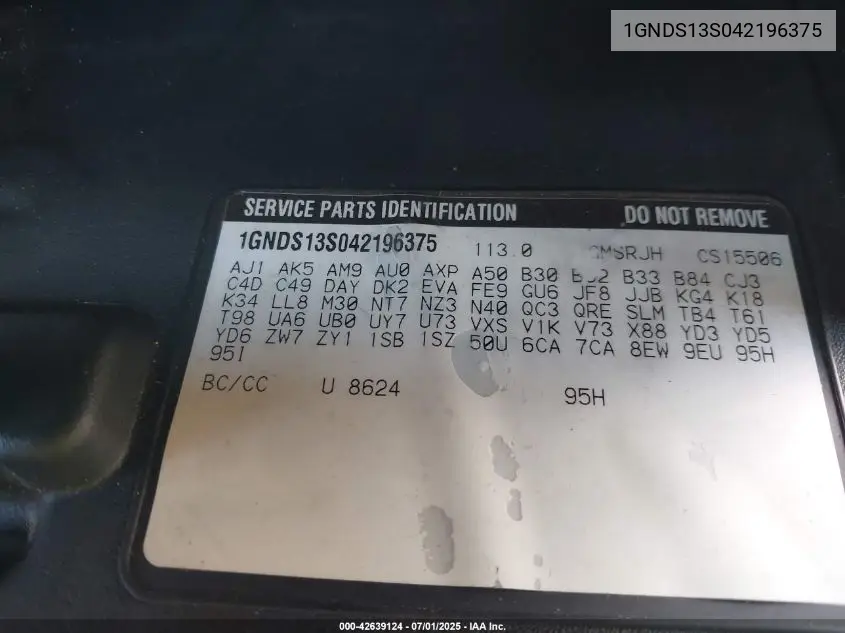 1GNDS13S042196375
SERVICE PARTS IDENTIFICATION DO NOT REMOVE
1GNDS13S042196375 113.0 CS15506
AJ1 AK5 AM9 AU0 AXP A50 B30 B33 B84 CJ3
C4D C49 DAY DK2 EVA FE9 GU6 JF8 JJB KG4 K18
K34 LL8 M30 NT7 NZ3 N40 QC3 QRE SLM TB4 T61
T98 UA6 UB0 UY7 U73 VXS V1K V73 X88 YD3 YD5
YD6 ZW7 ZY1 1SB 1SZ 50U 6CA 7CA 8EW 9EU 95H
95I
BC/CC U 8624 95H
000-42639124 - 07/01/2025 - IAA Inc.